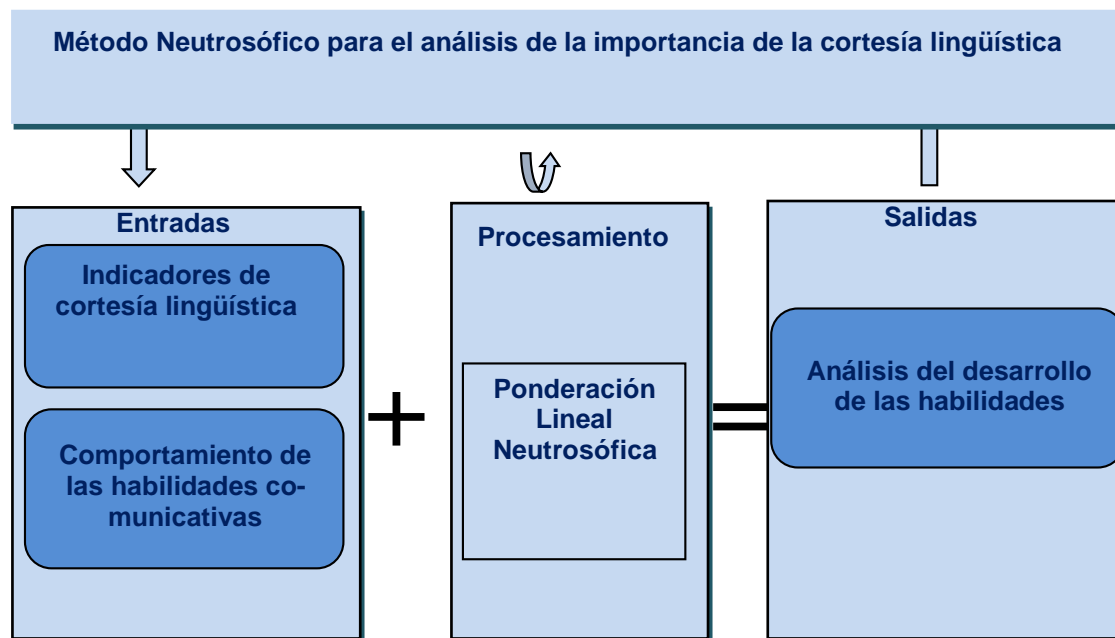 Método Neutrosófico para el análisis de la importancia de la cortesía lingüística
Entradas
Indicadores de
cortesía lingüística
Comportamiento de
las habilidades co-
municativas
Procesamiento
Ponderación
Lineal
Neutrosófica
Salidas
Análisis del desarrollo
de las habilidades